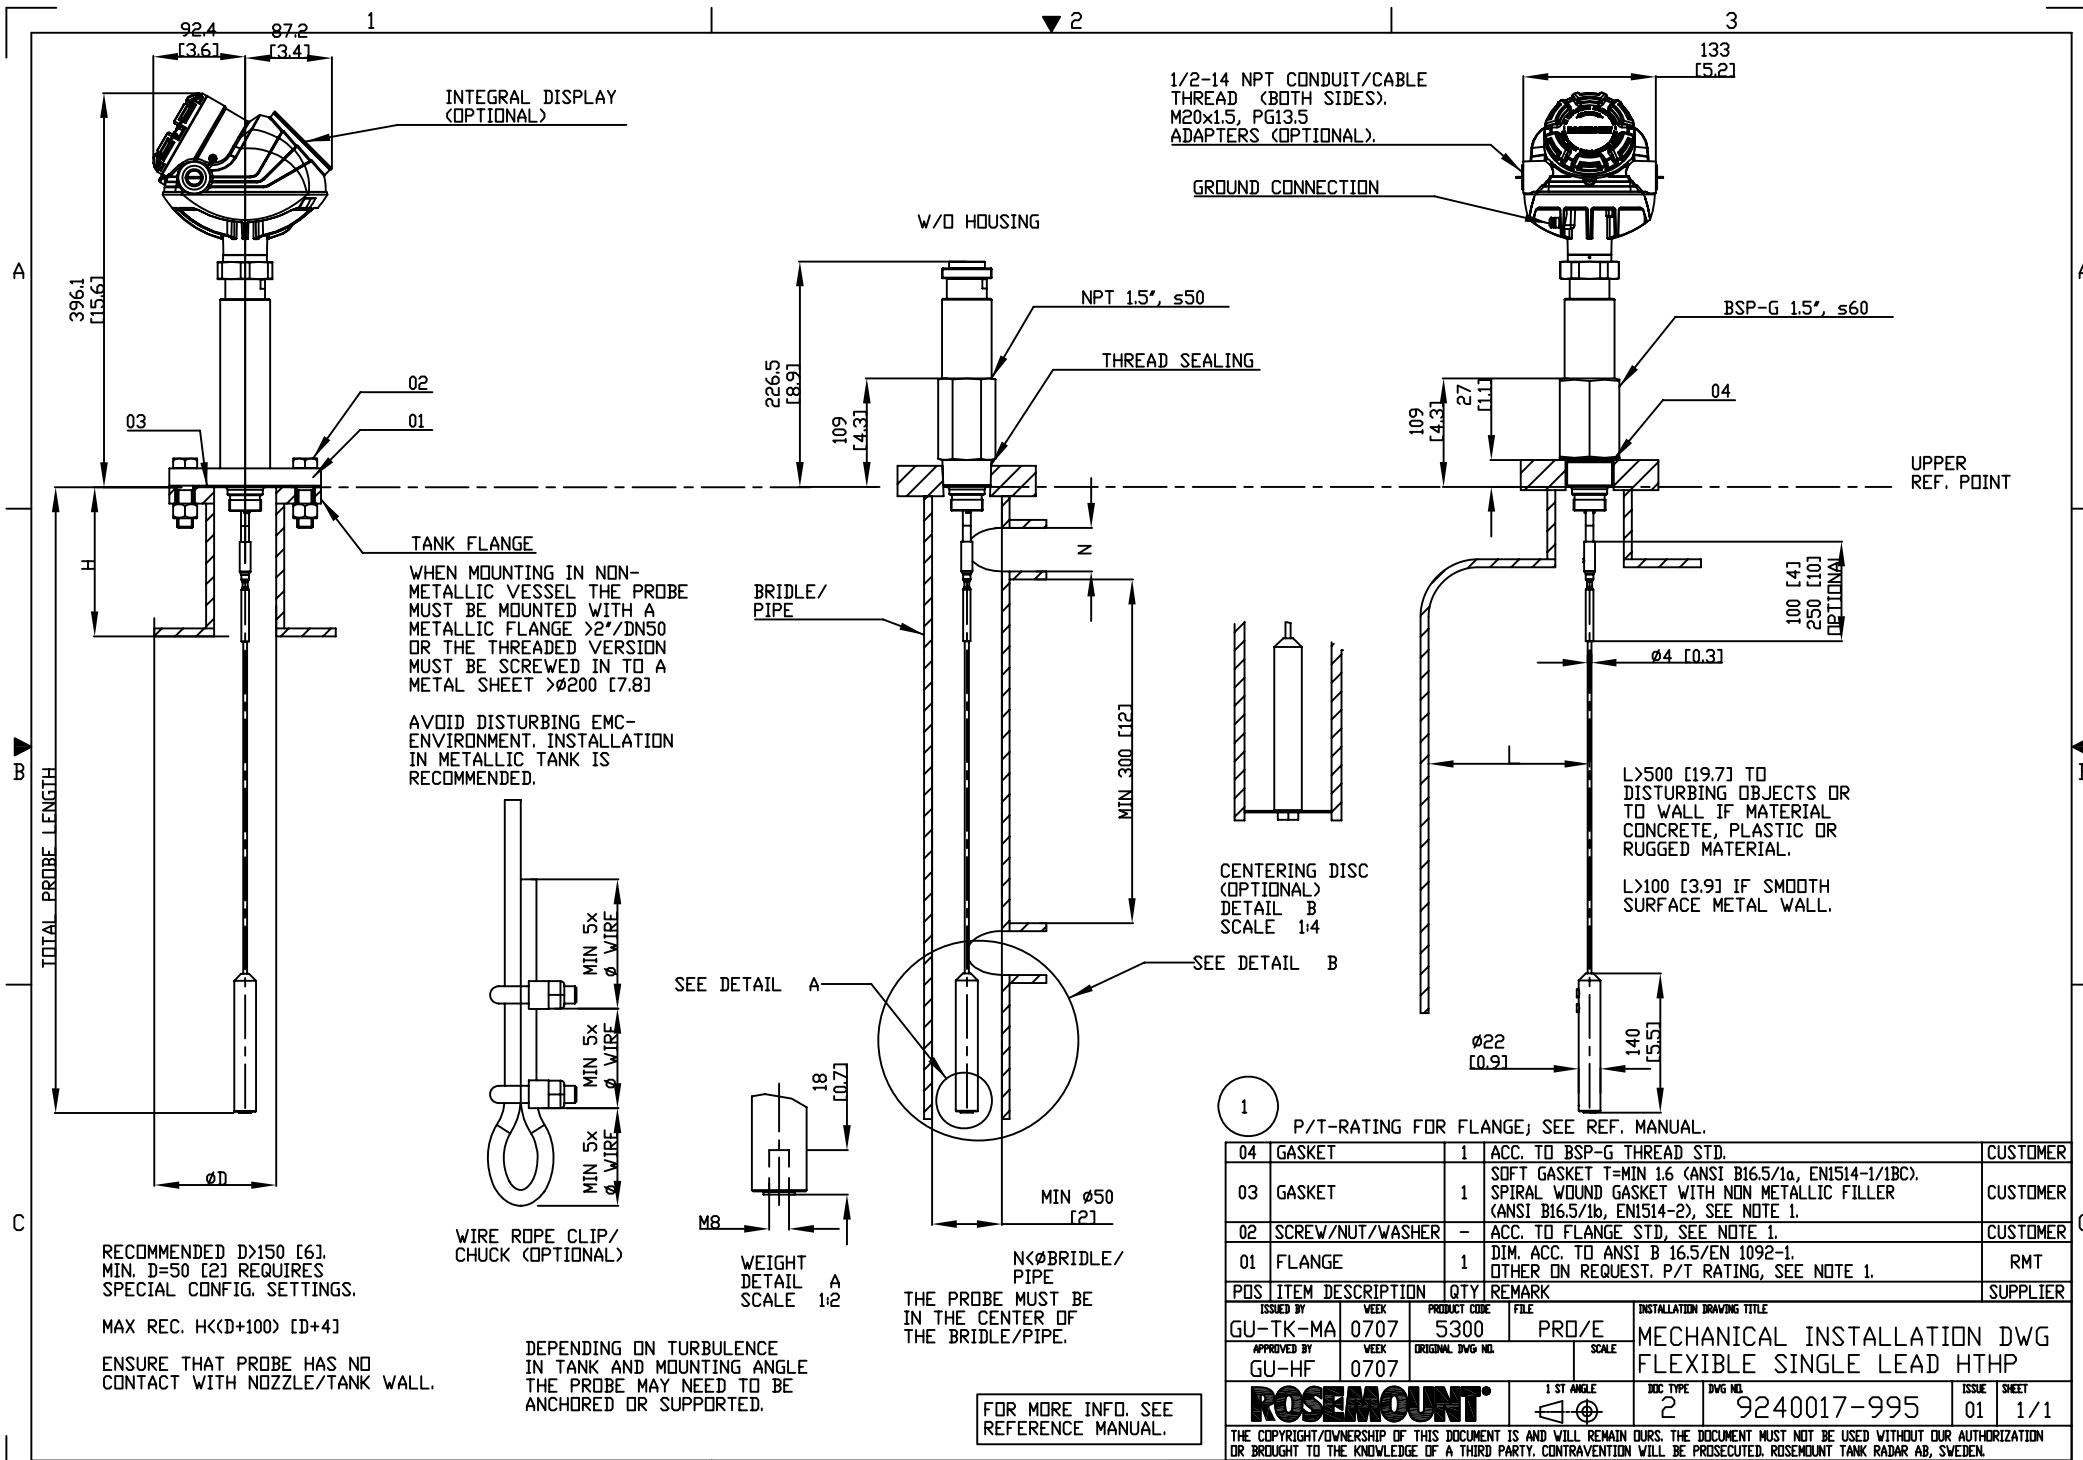 1
2
3
92.4
[3.6]
87.2
[3.4]
INTEGRAL DISPLAY
(OPTIONAL)
396.1
[15.6]
A
02
01
03
TANK FLANGE
H
WHEN MOUNTING IN NON-
METALLIC VESSEL THE PROBE
MUST BE MOUNTED WITH A
METALLIC FLANGE >2"/DN50
OR THE THREADED VERSION
MUST BE SCREWED IN TO A
METAL SHEET >Ø200 [7.8]
AVOID DISTURBING EMC-
ENVIRONMENT. INSTALLATION
IN METALLIC TANK IS
RECOMMENDED.
B
TOTAL PROBE LENGTH
ØD
C
RECOMMENDED D>150 [6].
MIN. D=50 [2] REQUIRES
SPECIAL CONFIG. SETTINGS.
MAX REC. H<(D+100) [D+4]
ENSURE THAT PROBE HAS NO
CONTACT WITH NOZZLE/TANK WALL.
MIN 5x
Ø WIRE
MIN 5x
Ø WIRE
MIN 5x
Ø WIRE
WIRE ROPE CLIP/
CHUCK (OPTIONAL)
DEPENDING ON TURBULENCE
IN TANK AND MOUNTING ANGLE
THE PROBE MAY NEED TO BE
ANCHORED OR SUPPORTED.
W/O HOUSING
226.5
[8.9]
109
[4.3]
NPT 1.5", s50
THREAD SEALING
BRIDLE/
PIPE
N
MIN 300 [12]
SEE DETAIL A
SEE DETAIL B
18
[0.7]
M8
WEIGHT
DETAIL A
SCALE 1:2
MIN Ø50
[2]
N<ØBRIDLE/
PIPE
THE PROBE MUST BE
IN THE CENTER OF
THE BRIDLE/PIPE.
CENTERING DISC
(OPTIONAL)
DETAIL B
SCALE 1:4
FOR MORE INFO. SEE
REFERENCE MANUAL.
133
[5.2]
1/2-14 NPT CONDUIT/CABLE
THREAD (BOTH SIDES).
M20x1.5, PG13.5
ADAPTERS (OPTIONAL).
GROUND CONNECTION
ROSEMOUNT
BSP-G 1.5", s60
109
[4.3]
27
[1.1]
04
UPPER
REF. POINT
100 [4]
250 [10]
OPTIONAL
Ø4 [0.3]
L
L>500 [19.7] TO
DISTURBING OBJECTS OR
TO WALL IF MATERIAL
CONCRETE, PLASTIC OR
RUGGED MATERIAL.
L>100 [3.9] IF SMOOTH
SURFACE METAL WALL.
Ø22
[0.9]
140
[5.5]
1
P/T-RATING FOR FLANGE; SEE REF. MANUAL.
04 GASKET 1 ACC. TO BSP-G THREAD STD. CUSTOMER
03 GASKET 1 SOFT GASKET T=MIN 1.6 (ANSI B16.5/1a, EN1514-1/1BC).
SPIRAL WOUND GASKET WITH NON METALLIC FILLER
(ANSI B16.5/1b, EN1514-2), SEE NOTE 1. CUSTOMER
02 SCREW/NUT/WASHER - ACC. TO FLANGE STD, SEE NOTE 1. CUSTOMER
01 FLANGE 1 DIM. ACC. TO ANSI B 16.5/EN 1092-1.
OTHER ON REQUEST. P/T RATING, SEE NOTE 1. RMT
POS ITEM DESCRIPTION QTY REMARK SUPPLIER
ISSUED BY WEEK PRODUCT CODE FILE INSTALLATION DRAWING TITLE
GU-TK-MA 0707 5300 PRO/E MECHANICAL INSTALLATION DWG
APPROVED BY WEEK ORIGINAL DWG NO. SCALE
GU-HF 0707 FLEXIBLE SINGLE LEAD HTHP
ROSEMOUNT 1 ST ANGLE DOC TYPE DWG NO. ISSUE SHEET
2 9240017-995 01 1/1
THE COPYRIGHT/OWNERSHIP OF THIS DOCUMENT IS AND WILL REMAIN OURS. THE DOCUMENT MUST NOT BE USED WITHOUT OUR AUTHORIZATION
OR BROUGHT TO THE KNOWLEDGE OF A THIRD PARTY. CONTRAVENTION WILL BE PROSECUTED. ROSEMOUNT TANK RADAR AB, SWEDEN.